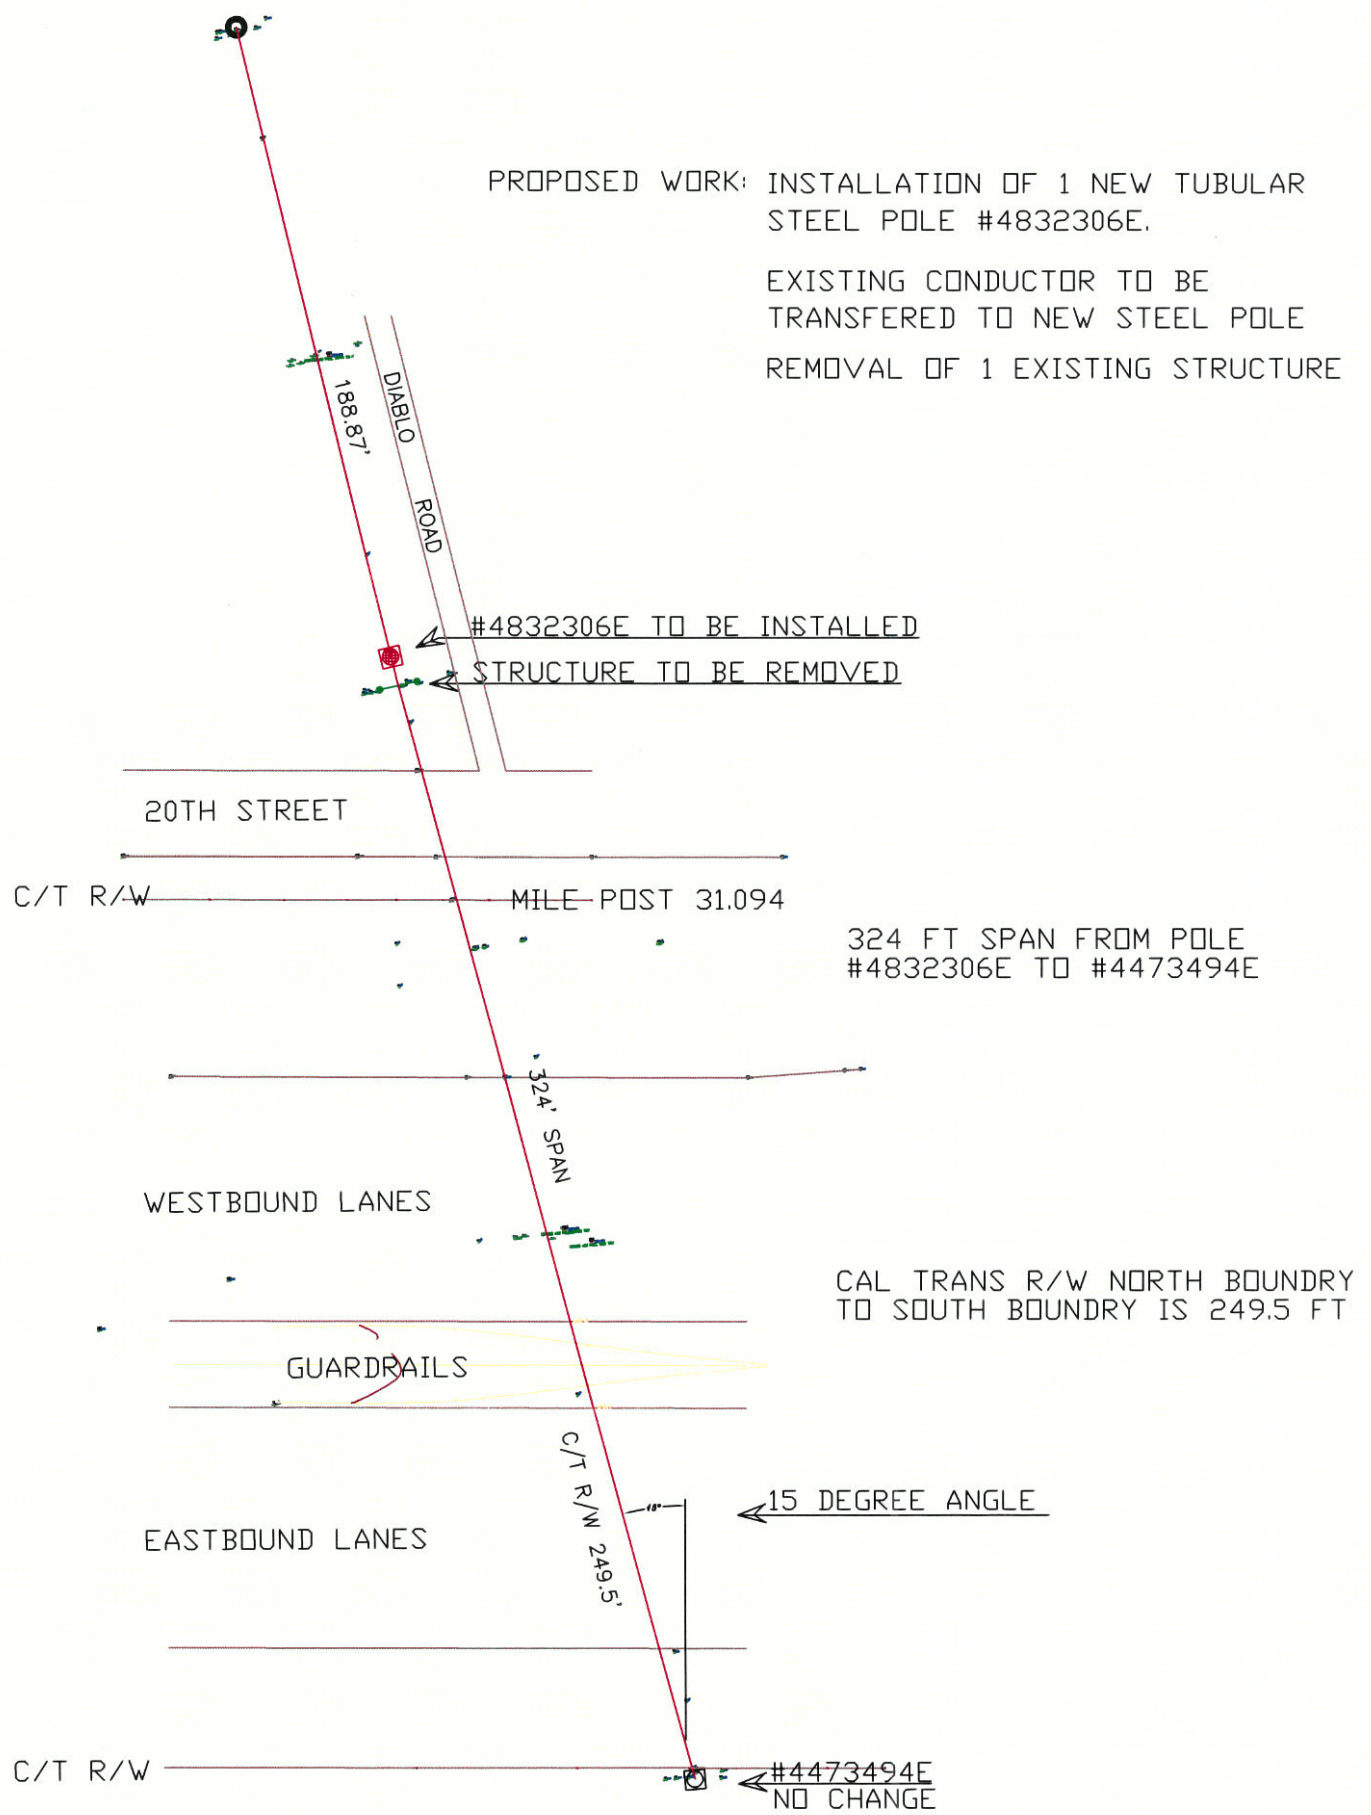 PROPOSED WORK: INSTALLATION OF 1 NEW TUBULAR
STEEL POLE #4832306E.
EXISTING CONDUCTOR TO BE
TRANSFERED TO NEW STEEL POLE
REMOVAL OF 1 EXISTING STRUCTURE
188.87'
DIABLO ROAD
#4832306E TO BE INSTALLED
STRUCTURE TO BE REMOVED
20TH STREET
C/T R/W
MILE POST 31.094
324 FT SPAN FROM POLE
#4832306E TO #4473494E
324' SPAN
WESTBOUND LANES
CAL TRANS R/W NORTH BOUNDRY
TO SOUTH BOUNDRY IS 249.5 FT
GUARDRAILS
C/T R/W 249.5'
15°
15 DEGREE ANGLE
EASTBOUND LANES
C/T R/W
#4473494E
NO CHANGE